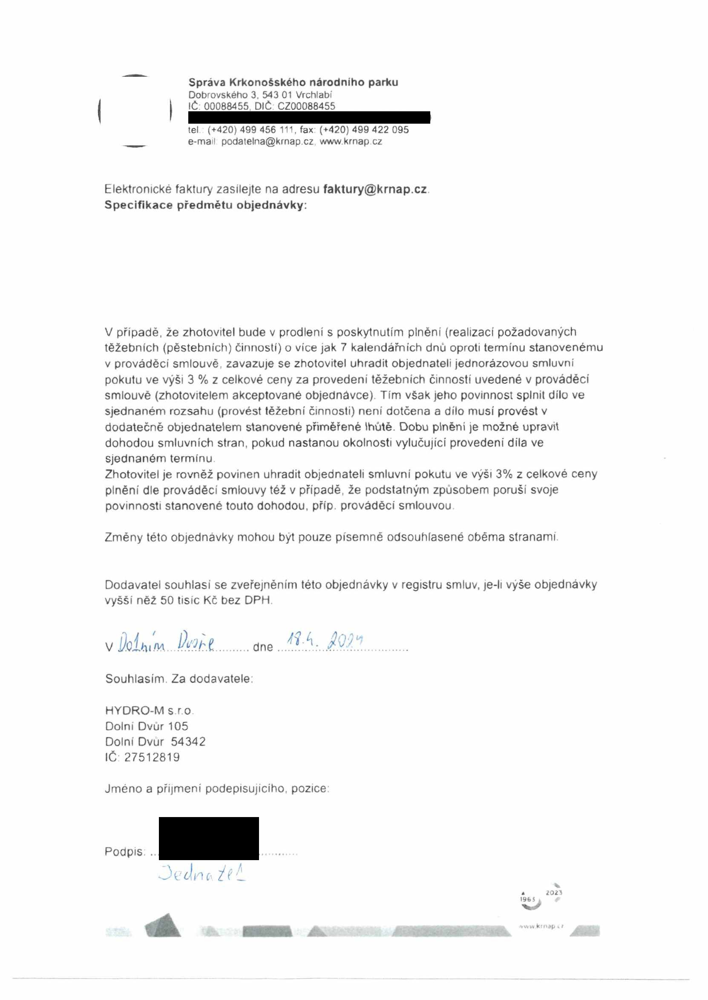 Správa Krkonošského národního parku
Dobrovského 3, 543 01 Vrchlabí
IČ: 00088455, DIČ: CZ00088455
tel.: (+420) 499 456 111, fax: (+420) 499 422 095
e-mail: podatelna@krnap.cz, www.krnap.cz
Elektronické faktury zasílejte na adresu faktury@krnap.cz.
Specifikace předmětu objednávky:
V případě, že zhotovitel bude v prodlení s poskytnutím plnění (realizací požadovaných
těžebních (pěstebních) činností) o více jak 7 kalendářních dnů oproti termínu stanovenému
v prováděcí smlouvě, zavazuje se zhotovitel uhradit objednateli jednorázovou smluvní
pokutu ve výši 3 % z celkové ceny za provedení těžebních činností uvedené v prováděcí
smlouvě (zhotovitelem akceptované objednávce). Tím však jeho povinnost splnit dílo ve
sjednaném rozsahu (provést těžební činnosti) není dotčena a dílo musí provést v
dodatečně objednatelem stanovené přiměřené lhůtě. Dobu plnění je možné upravit
dohodou smluvních stran, pokud nastanou okolnosti vylučující provedení díla ve
sjednaném termínu.
Zhotovitel je rovněž povinen uhradit objednateli smluvní pokutu ve výši 3% z celkové ceny
plnění dle prováděcí smlouvy též v případě, že podstatným způsobem poruší svoje
povinnosti stanovené touto dohodou, příp. prováděcí smlouvou.
Změny této objednávky mohou být pouze písemně odsouhlasené oběma stranami.
Dodavatel souhlasí se zveřejněním této objednávky v registru smluv, je-li výše objednávky
vyšší něž 50 tisíc Kč bez DPH.
V Dolním Dvoře dne 18.4. 2024
Souhlasím. Za dodavatele:
HYDRO-M s.r.o.
Dolní Dvůr 105
Dolní Dvůr 54342
IČ: 27512819
Jméno a příjmení podepisujícího, pozice:
Podpis:
Jednatel
1963 2023
www.krnap.cz